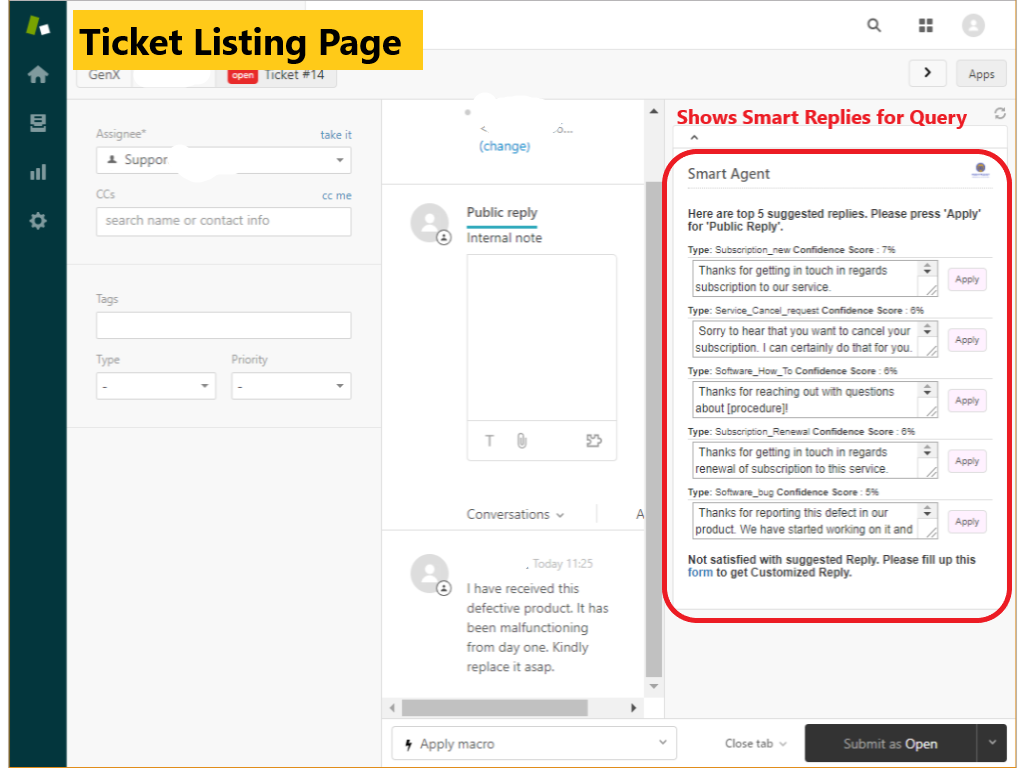 Ticket Listing Page
GenX
open Ticket #14
Apps
Assignee*
take it
Suppor
CCs
cc me
search name or contact info
Tags
Type
Priority
-
-
(change)
Public reply
Internal note
T
Conversations
A
Today 11:25
I have received this
defective product. It has
been malfunctioning
from day one. Kindly
replace it asap.
Shows Smart Replies for Query
Smart Agent
Here are top 5 suggested replies. Please press 'Apply'
for 'Public Reply'.
Type: Subscription_new Confidence Score : 7%
Thanks for getting in touch in regards
subscription to our service.
Apply
Type: Service_Cancel_request Confidence Score : 6%
Sorry to hear that you want to cancel your
subscription. I can certainly do that for you.
Apply
Type: Software_How_To Confidence Score : 6%
Thanks for reaching out with questions
about [procedure]!
Apply
Type: Subscription_Renewal Confidence Score : 6%
Thanks for getting in touch in regards
renewal of subscription to this service.
Apply
Type: Software_bug Confidence Score : 5%
Thanks for reporting this defect in our
product. We have started working on it and
Apply
Not satisfied with suggested Reply. Please fill up this
form to get Customized Reply.
Apply macro
Close tab
Submit as Open